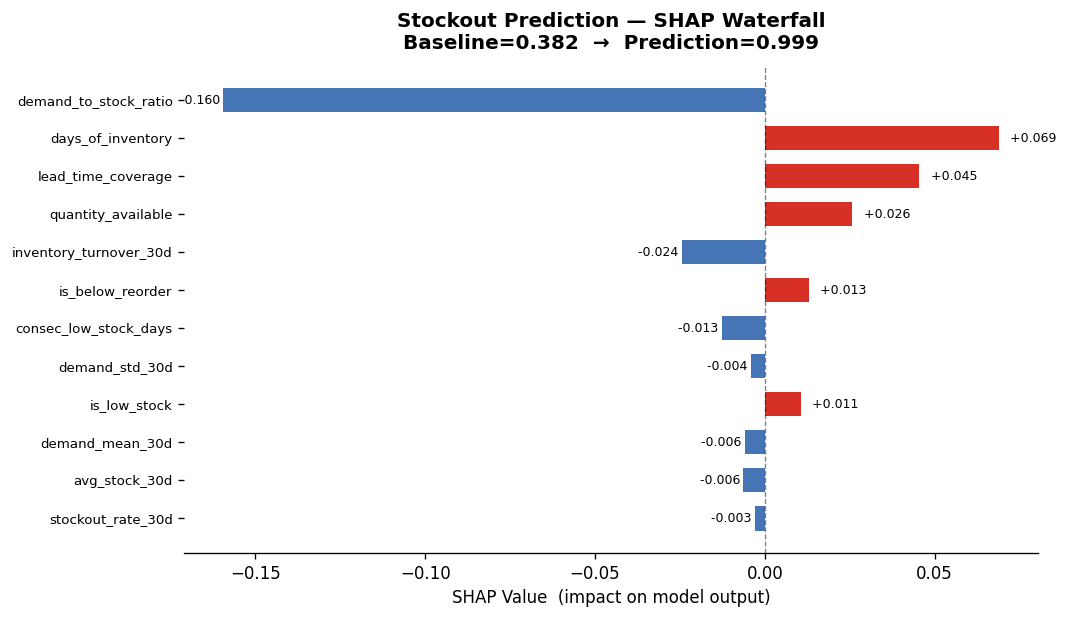 Stockout Prediction — SHAP Waterfall
Baseline=0.382 → Prediction=0.999
demand_to_stock_ratio -0.160
days_of_inventory +0.069
lead_time_coverage +0.045
quantity_available +0.026
inventory_turnover_30d -0.024
is_below_reorder +0.013
consec_low_stock_days -0.013
demand_std_30d -0.004
is_low_stock +0.011
demand_mean_30d -0.006
avg_stock_30d -0.006
stockout_rate_30d -0.003
−0.15 −0.10 −0.05 0.00 0.05
SHAP Value (impact on model output)